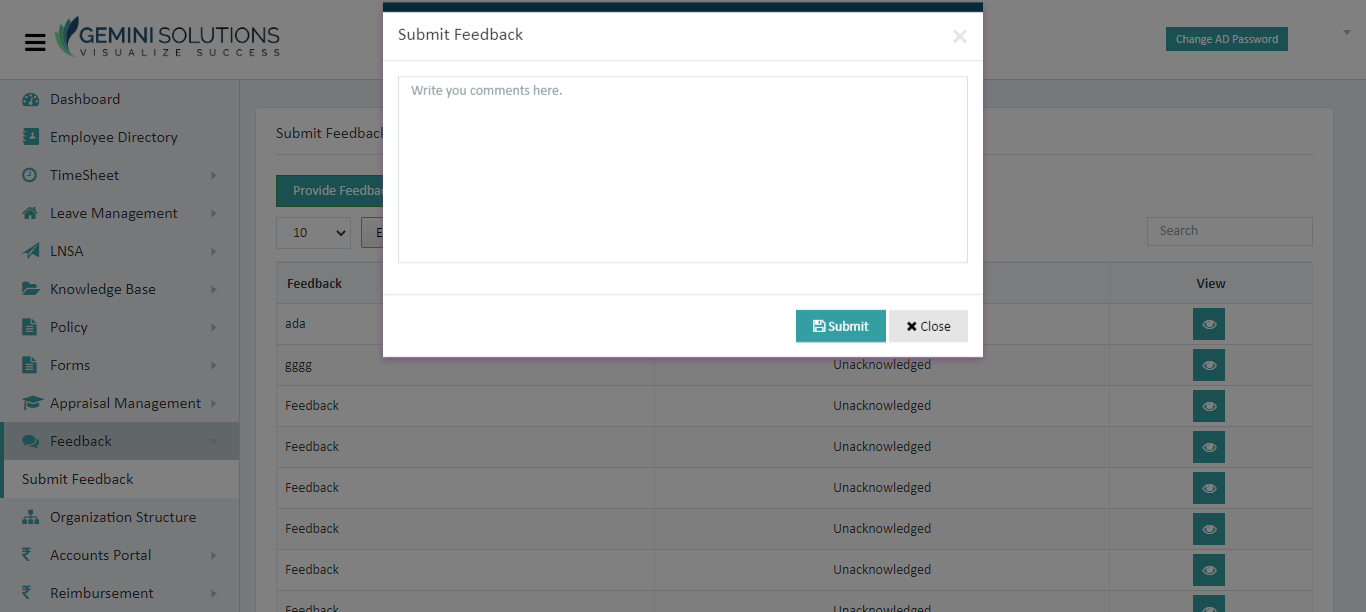 GEMINI SOLUTIONS
VISUALIZE SUCCESS
Change AD Password
Dashboard
Employee Directory
TimeSheet
Leave Management
LNSA
Knowledge Base
Policy
Forms
Appraisal Management
Feedback
Submit Feedback
Organization Structure
Accounts Portal
Reimbursement
Submit Feedback
Write you comments here.
Submit
Close
Submit Feedback
Provide Feedba
10
E
Search
Feedback View
ada
gggg Unacknowledged
Feedback Unacknowledged
Feedback Unacknowledged
Feedback Unacknowledged
Feedback Unacknowledged
Feedback Unacknowledged
Feedback Unacknowledged